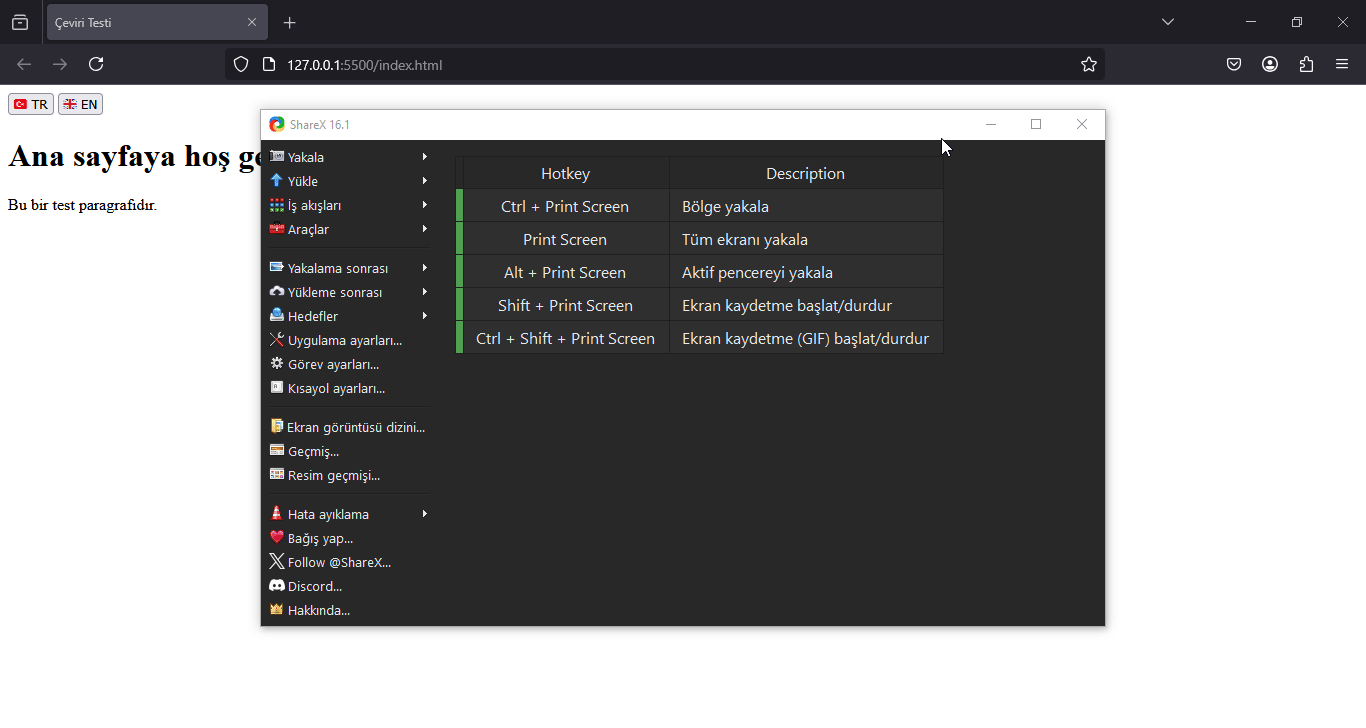 Çeviri Testi
127.0.0.1:5500/index.html
TR EN
Ana sayfaya hoş ge
Bu bir test paragrafıdır.
ShareX 16.1
Yakala
Yükle
İş akışları
Araçlar
Yakalama sonrası
Yükleme sonrası
Hedefler
Uygulama ayarları...
Görev ayarları...
Kısayol ayarları...
Ekran görüntüsü dizini...
Geçmiş...
Resim geçmişi...
Hata ayıklama
Bağış yap...
Follow @ShareX...
Discord...
Hakkında...
Hotkey Description
Ctrl + Print Screen Bölge yakala
Print Screen Tüm ekranı yakala
Alt + Print Screen Aktif pencereyi yakala
Shift + Print Screen Ekran kaydetme başlat/durdur
Ctrl + Shift + Print Screen Ekran kaydetme (GIF) başlat/durdur